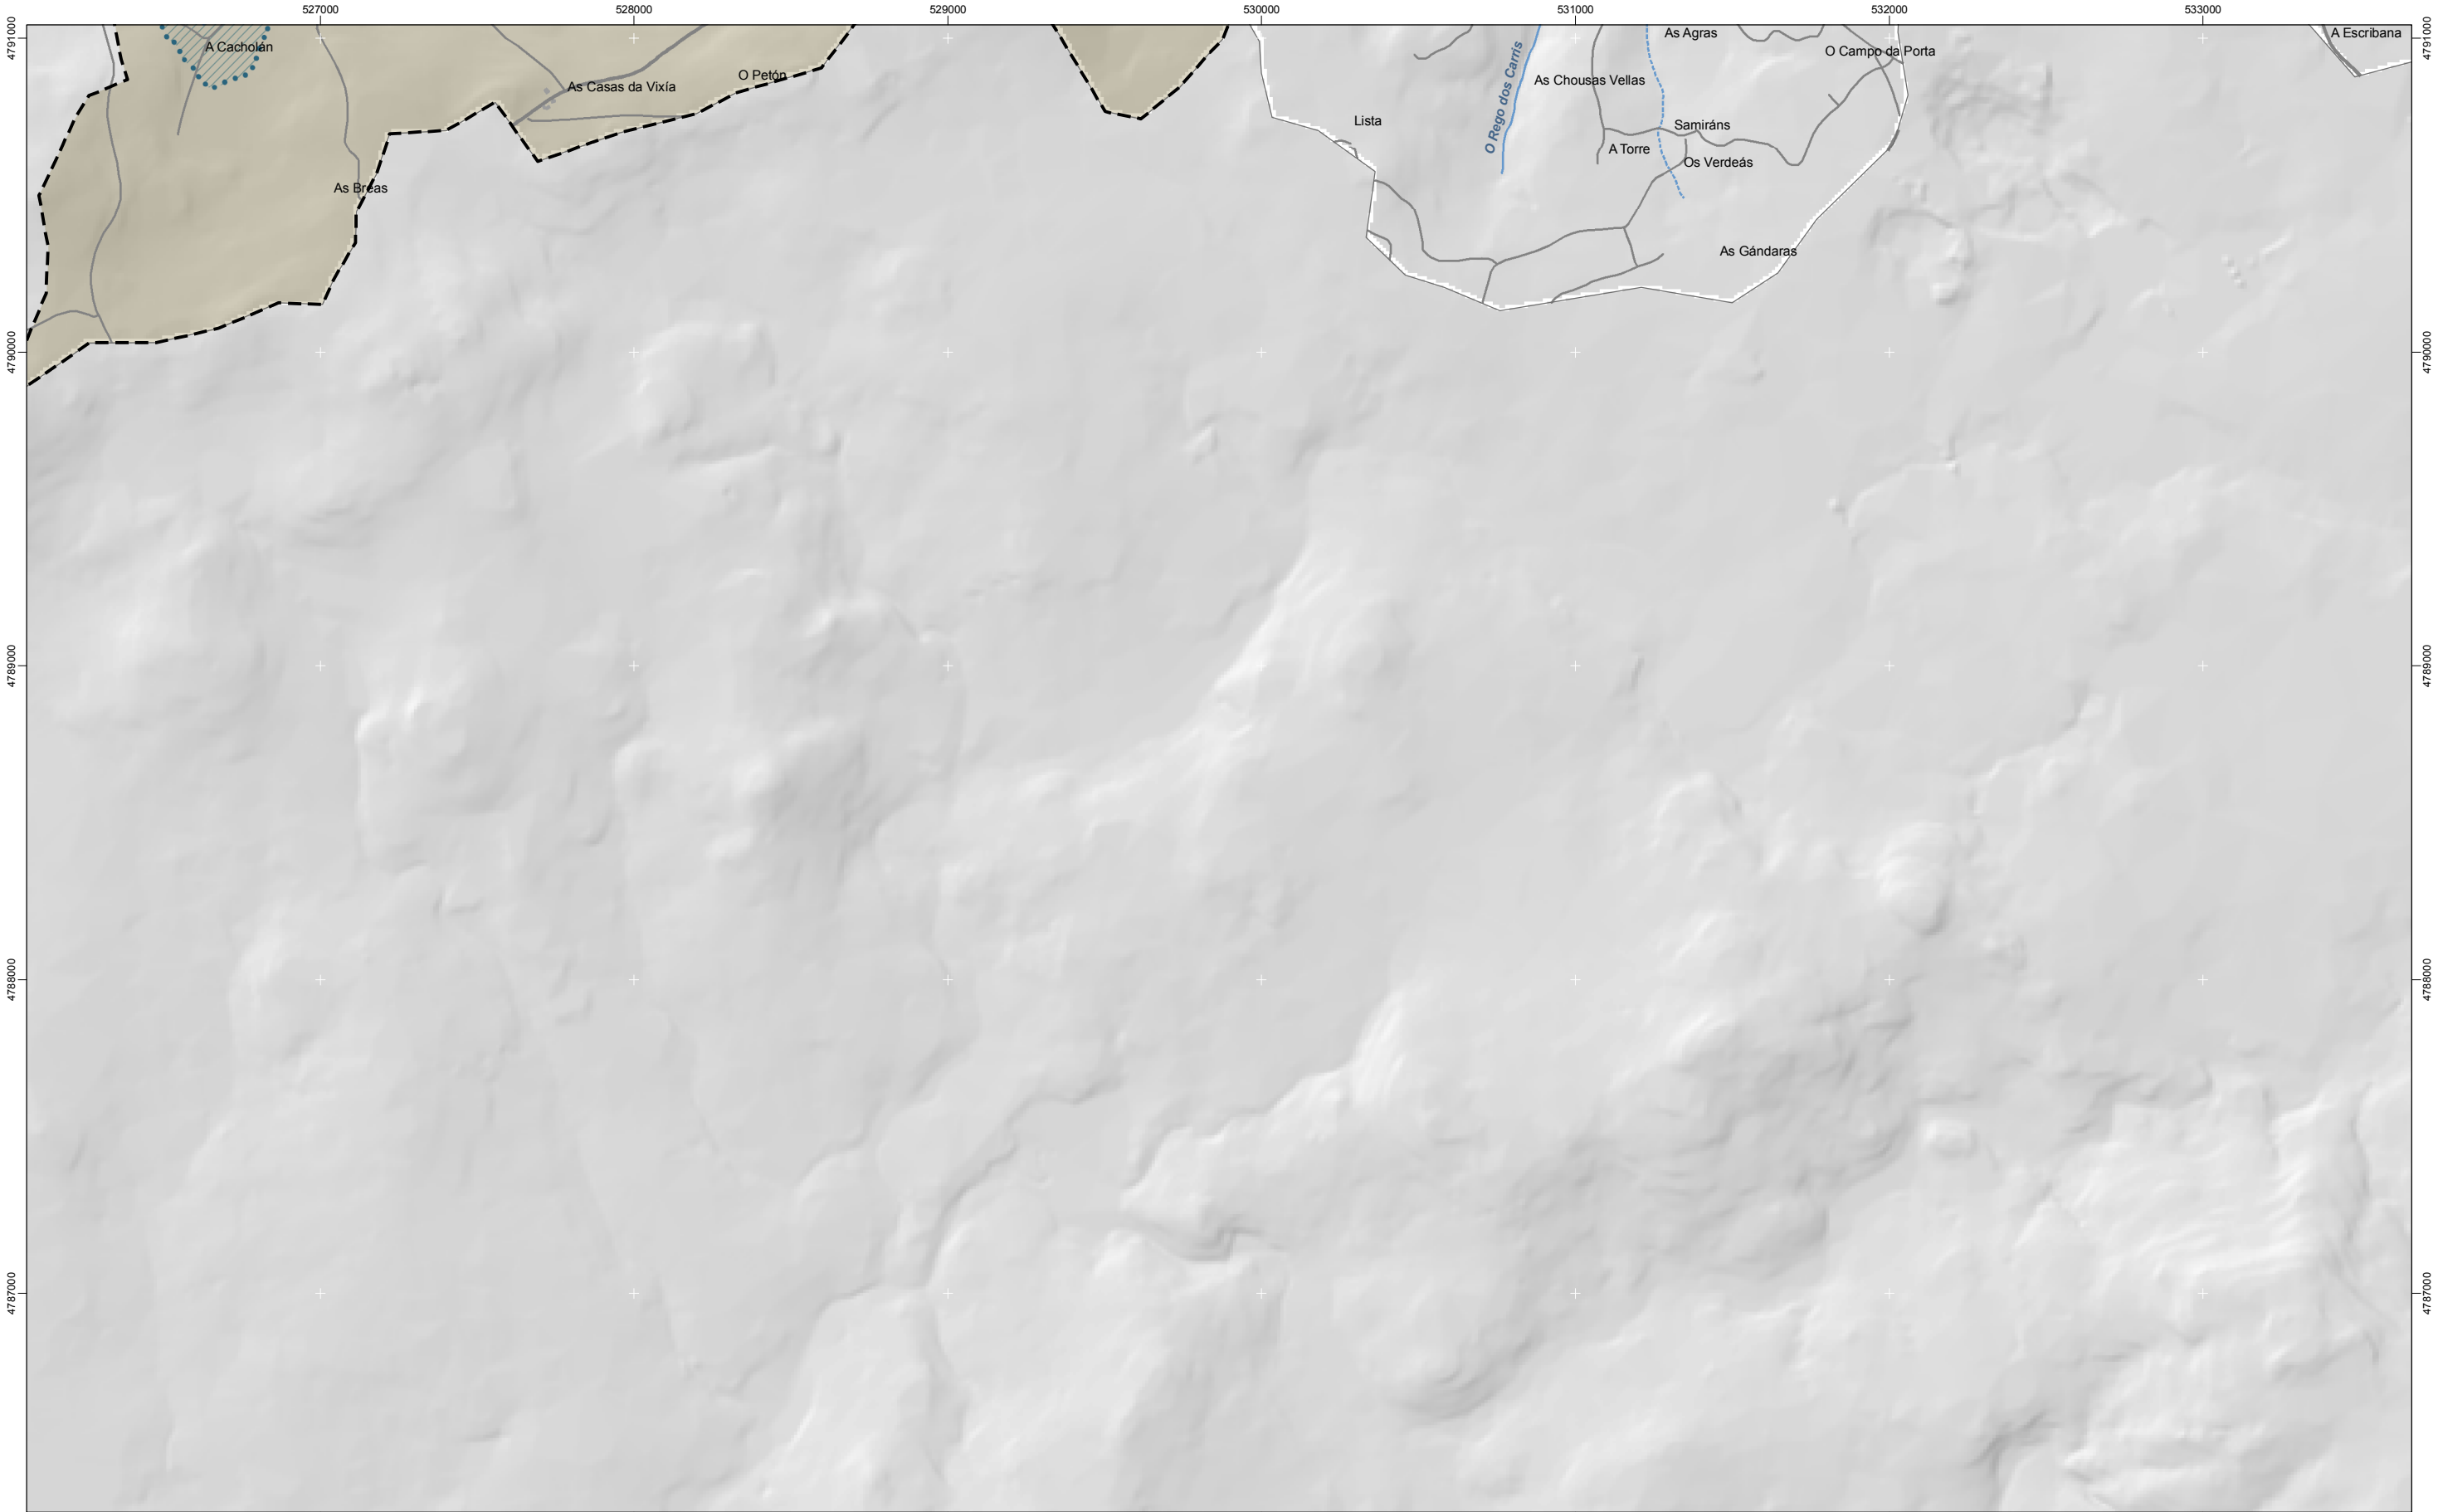 527000
528000
529000
530000
531000
532000
533000
4791000
4791000
A Cacholán
As Casas da Vixía
O Petón
As Breas
Lista
O Rego dos Carrís
As Chousas Vellas
As Agras
O Campo da Porta
A Escribana
Samiráns
A Torre
Os Verdeás
As Gándaras
4790000
4790000
4789000
4789000
4788000
4788000
4787000
4787000